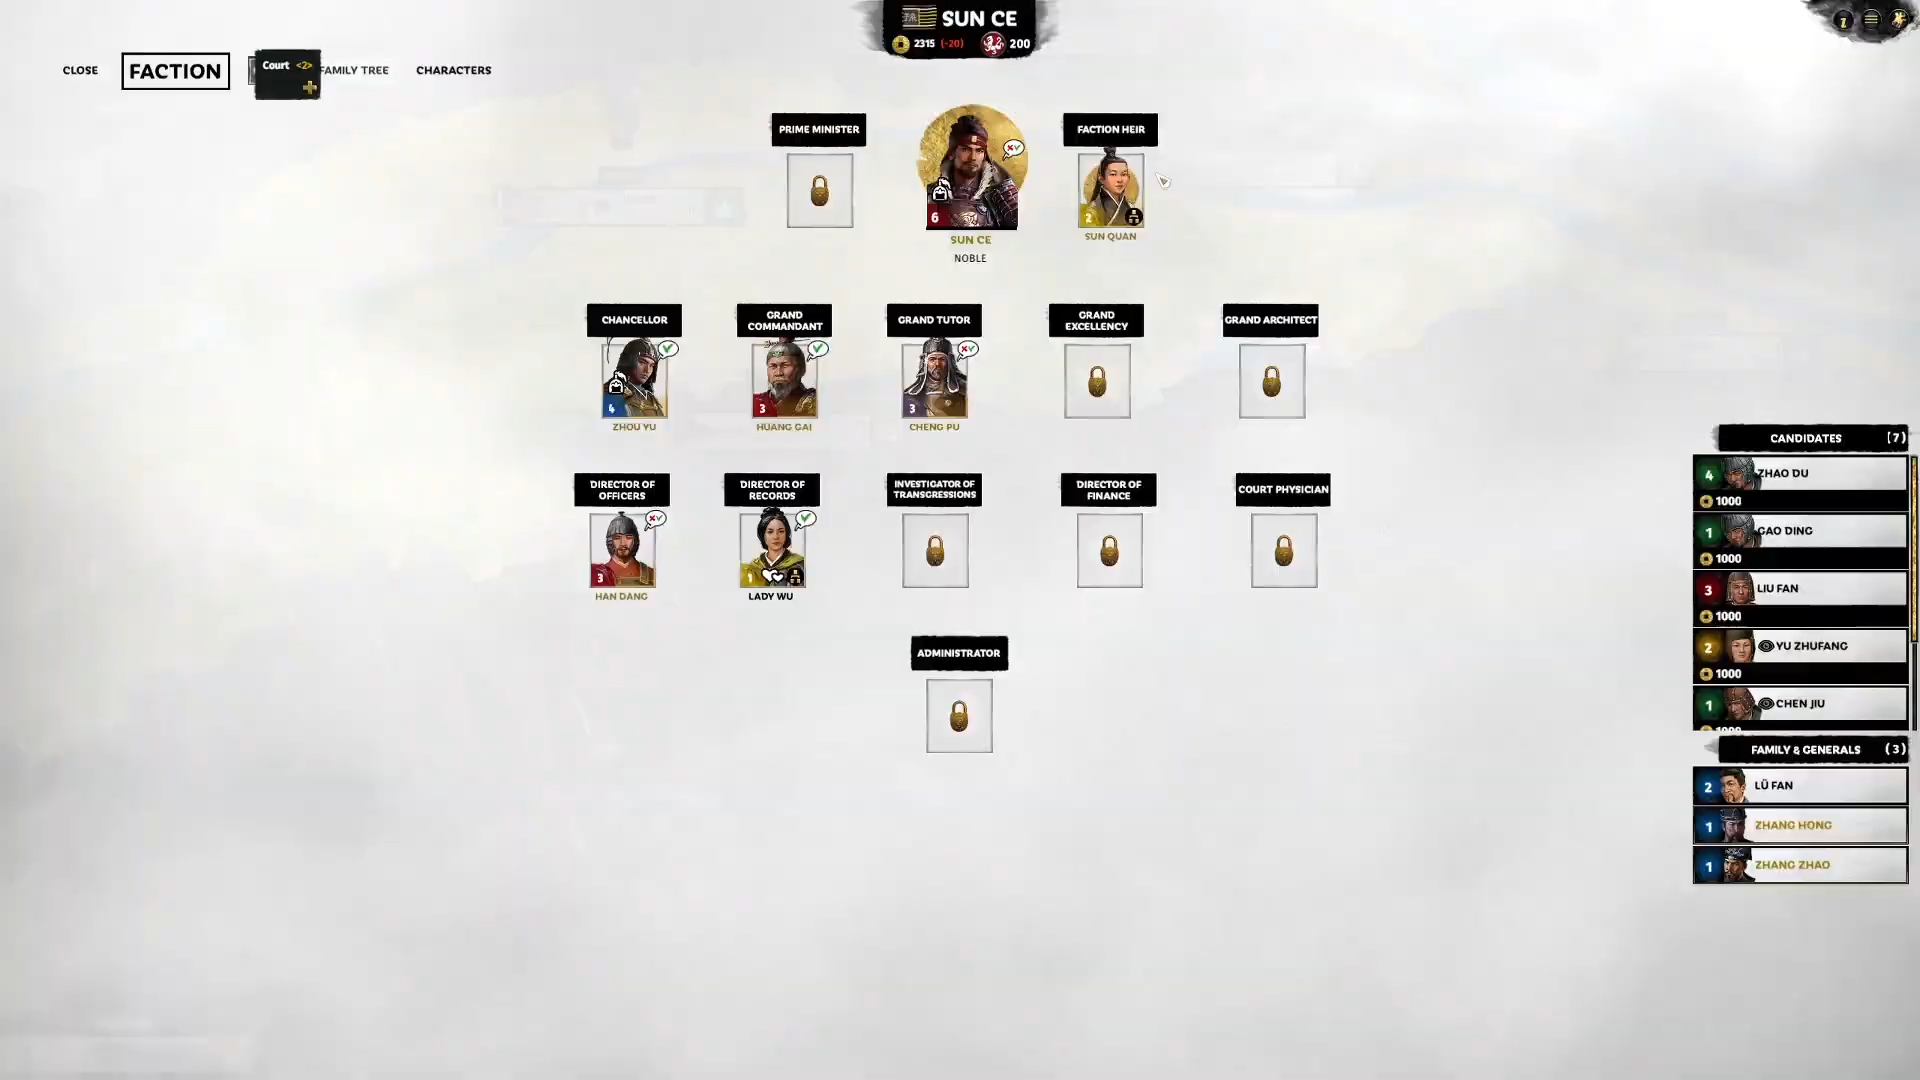 SUN CE
2315 (-20) 200
CLOSE
FACTION
Court <2>
FAMILY TREE
CHARACTERS
PRIME MINISTER
FACTION HEIR
6
2
SUN CE
SUN QUAN
NOBLE
CHANCELLOR
GRAND
COMMANDANT
GRAND TUTOR
GRAND
EXCELLENCY
GRAND ARCHITECT
4
3
3
ZHOU YU
HUANG GAI
CHENG PU
DIRECTOR OF
OFFICERS
DIRECTOR OF
RECORDS
INVESTIGATOR OF
TRANSGRESSIONS
DIRECTOR OF
FINANCE
COURT PHYSICIAN
3
1
HAN DANG
LADY WU
ADMINISTRATOR
CANDIDATES (7)
4 ZHAO DU
1000
1 GAO DING
1000
3 LIU FAN
1000
2 YU ZHUFANG
1000
1 CHEN JIU
FAMILY & GENERALS (3)
2 LÜ FAN
1 ZHANG HONG
1 ZHANG ZHAO